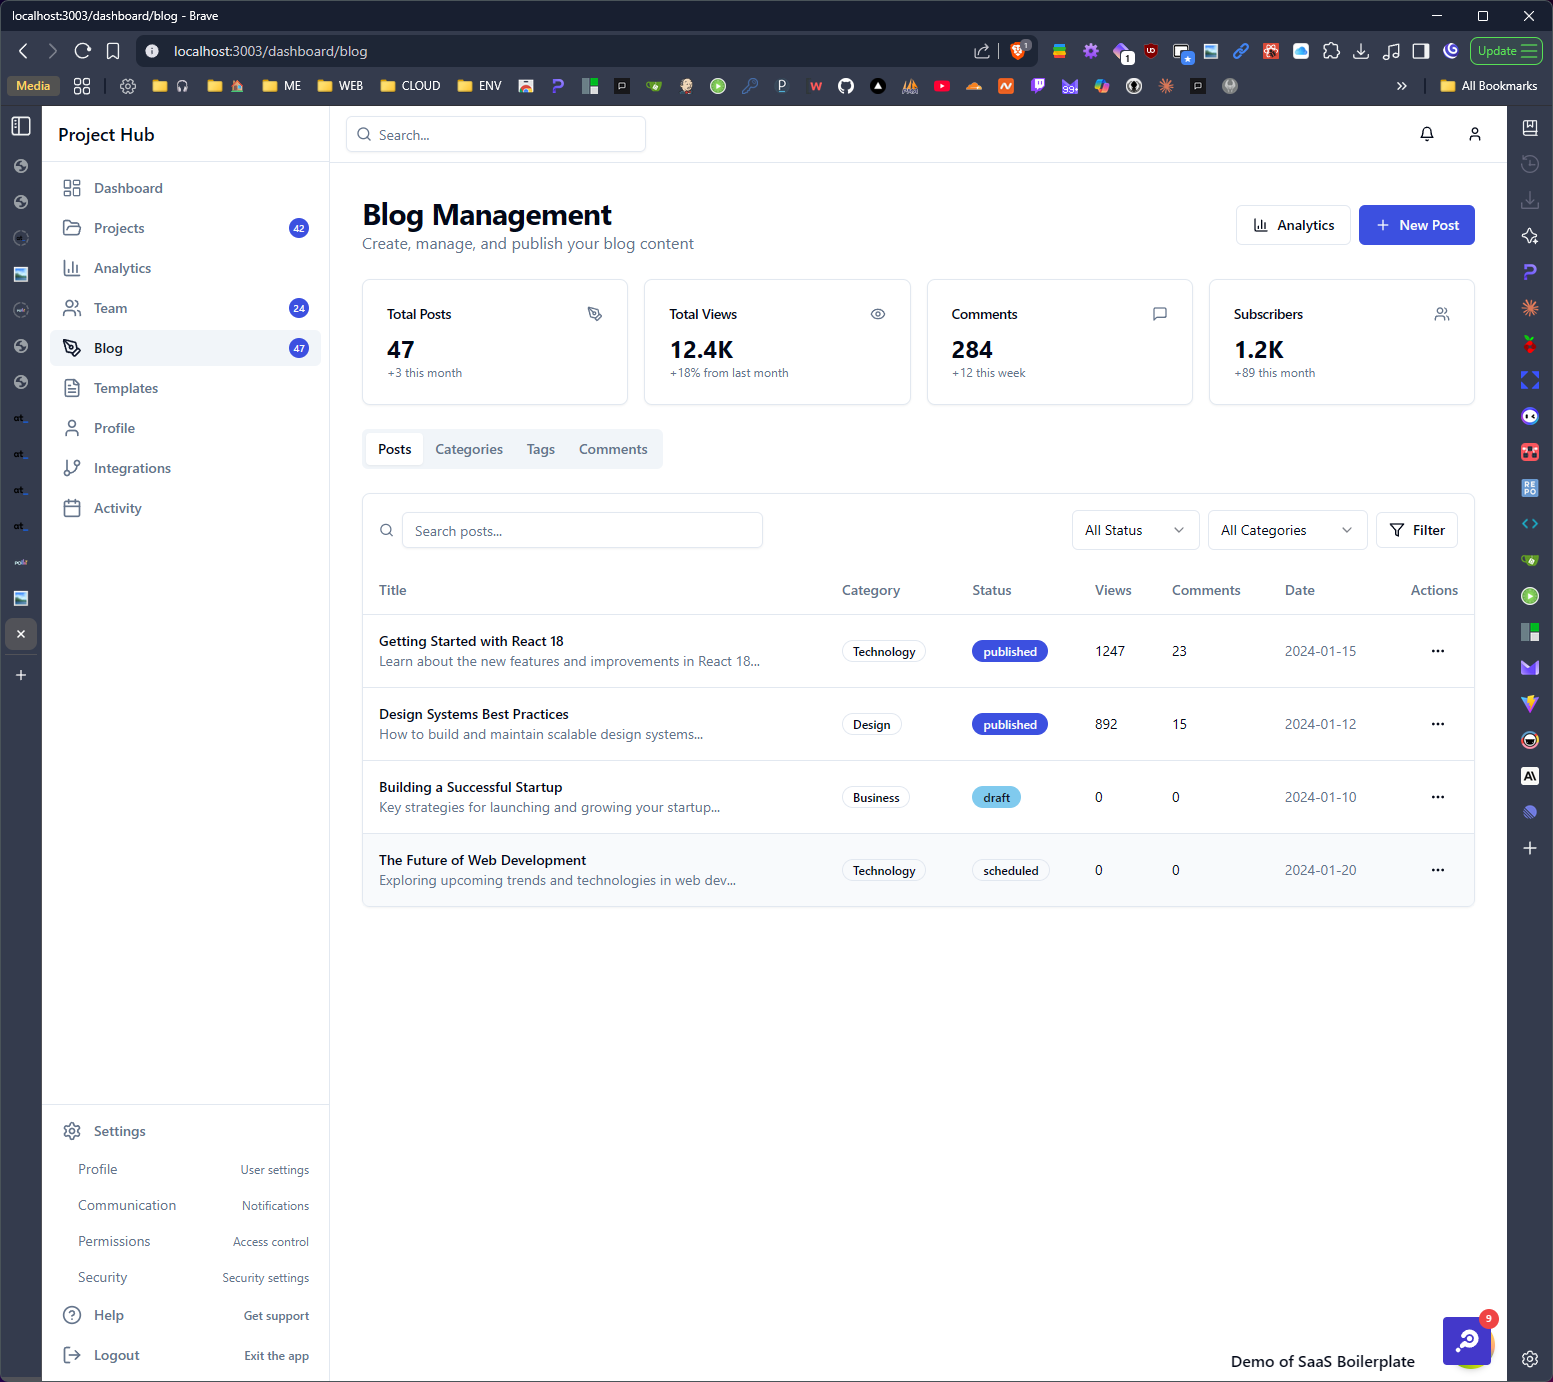 localhost:3003/dashboard/blog - Brave
localhost:3003/dashboard/blog
1
1
Update
Media
ME
WEB
CLOUD
ENV
99+
All Bookmarks
Project Hub
Search...
Dashboard
Projects 42
Analytics
Team 24
Blog 47
Templates
Profile
Integrations
Activity
Blog Management
Create, manage, and publish your blog content
Analytics
New Post
Total Posts
47
+3 this month
Total Views
12.4K
+18% from last month
Comments
284
+12 this week
Subscribers
1.2K
+89 this month
Posts Categories Tags Comments
Search posts...
All Status
All Categories
Filter
Title Category Status Views Comments Date Actions
Getting Started with React 18
Learn about the new features and improvements in React 18...
Technology published 1247 23 2024-01-15
Design Systems Best Practices
How to build and maintain scalable design systems...
Design published 892 15 2024-01-12
Building a Successful Startup
Key strategies for launching and growing your startup...
Business draft 0 0 2024-01-10
The Future of Web Development
Exploring upcoming trends and technologies in web dev...
Technology scheduled 0 0 2024-01-20
Settings
Profile User settings
Communication Notifications
Permissions Access control
Security Security settings
Help Get support
Logout Exit the app
Demo of SaaS Boilerplate
9